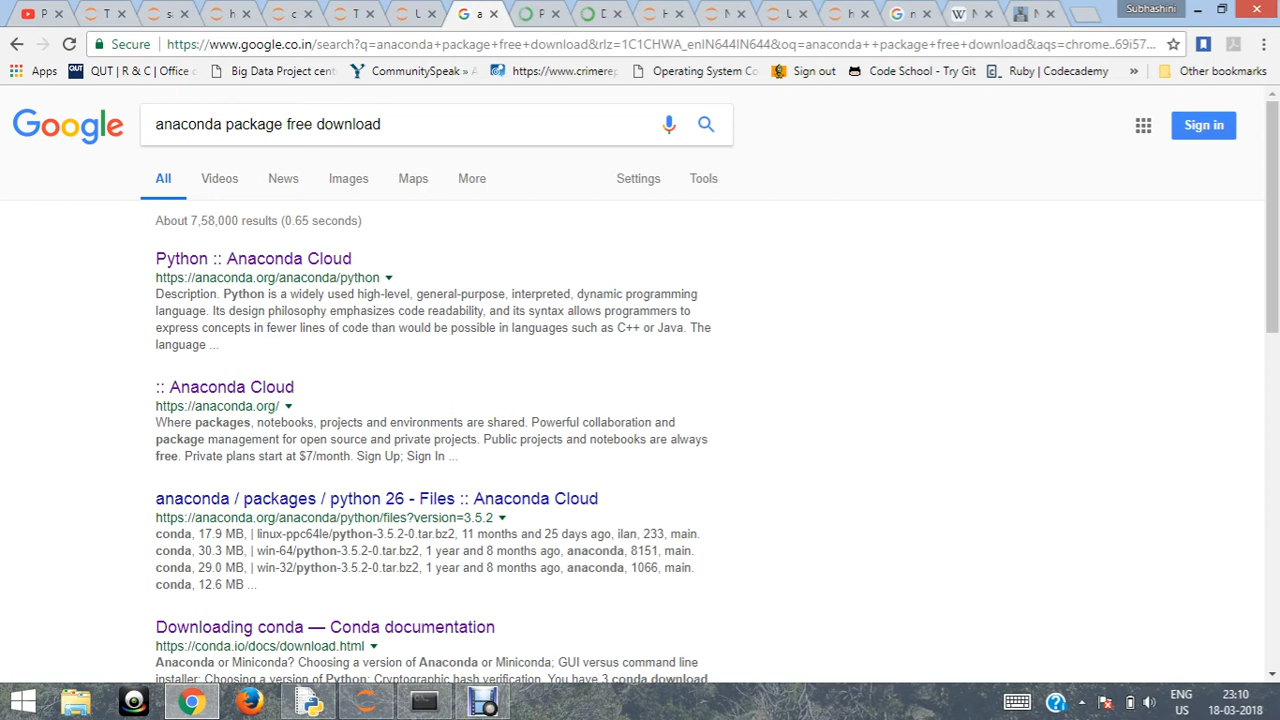 P
T
s
h
c
T
U
a
P
D
H
N
U
h
n
N
N
Subhashini
Secure
https://www.google.co.in/search?q=anaconda+package+free+download&rlz=1C1CHWA_enIN644IN644&oq=anaconda++package+free+download&aqs=chrome..69i57...
Apps
QUT | R & C | Office
Big Data Project cent
CommunitySpeak » A
https://www.crimerep
Operating System Co
Sign out
Code School - Try Git
Ruby | Codecademy
»
Other bookmarks
Google
anaconda package free download
Sign in
All Videos News Images Maps More Settings Tools
About 7,58,000 results (0.65 seconds)
Python :: Anaconda Cloud
https://anaconda.org/anaconda/python
Description. Python is a widely used high-level, general-purpose, interpreted, dynamic programming
language. Its design philosophy emphasizes code readability, and its syntax allows programmers to
express concepts in fewer lines of code than would be possible in languages such as C++ or Java. The
language ...
:: Anaconda Cloud
https://anaconda.org/
Where packages, notebooks, projects and environments are shared. Powerful collaboration and
package management for open source and private projects. Public projects and notebooks are always
free. Private plans start at $7/month. Sign Up; Sign In ...
anaconda / packages / python 26 - Files :: Anaconda Cloud
https://anaconda.org/anaconda/python/files?version=3.5.2
conda, 17.9 MB, | linux-ppc64le/python-3.5.2-0.tar.bz2, 11 months and 25 days ago, ilan, 233, main.
conda, 30.3 MB, | win-64/python-3.5.2-0.tar.bz2, 1 year and 8 months ago, anaconda, 8151, main.
conda, 29.0 MB, | win-32/python-3.5.2-0.tar.bz2, 1 year and 8 months ago, anaconda, 1066, main.
conda, 12.6 MB ...
Downloading conda — Conda documentation
https://conda.io/docs/download.html
Anaconda or Miniconda? Choosing a version of Anaconda or Miniconda; GUI versus command line
installer; Choosing a version of Python; Cryptographic hash verification. You have 3 conda download
ENG
US
23:10
18-03-2018